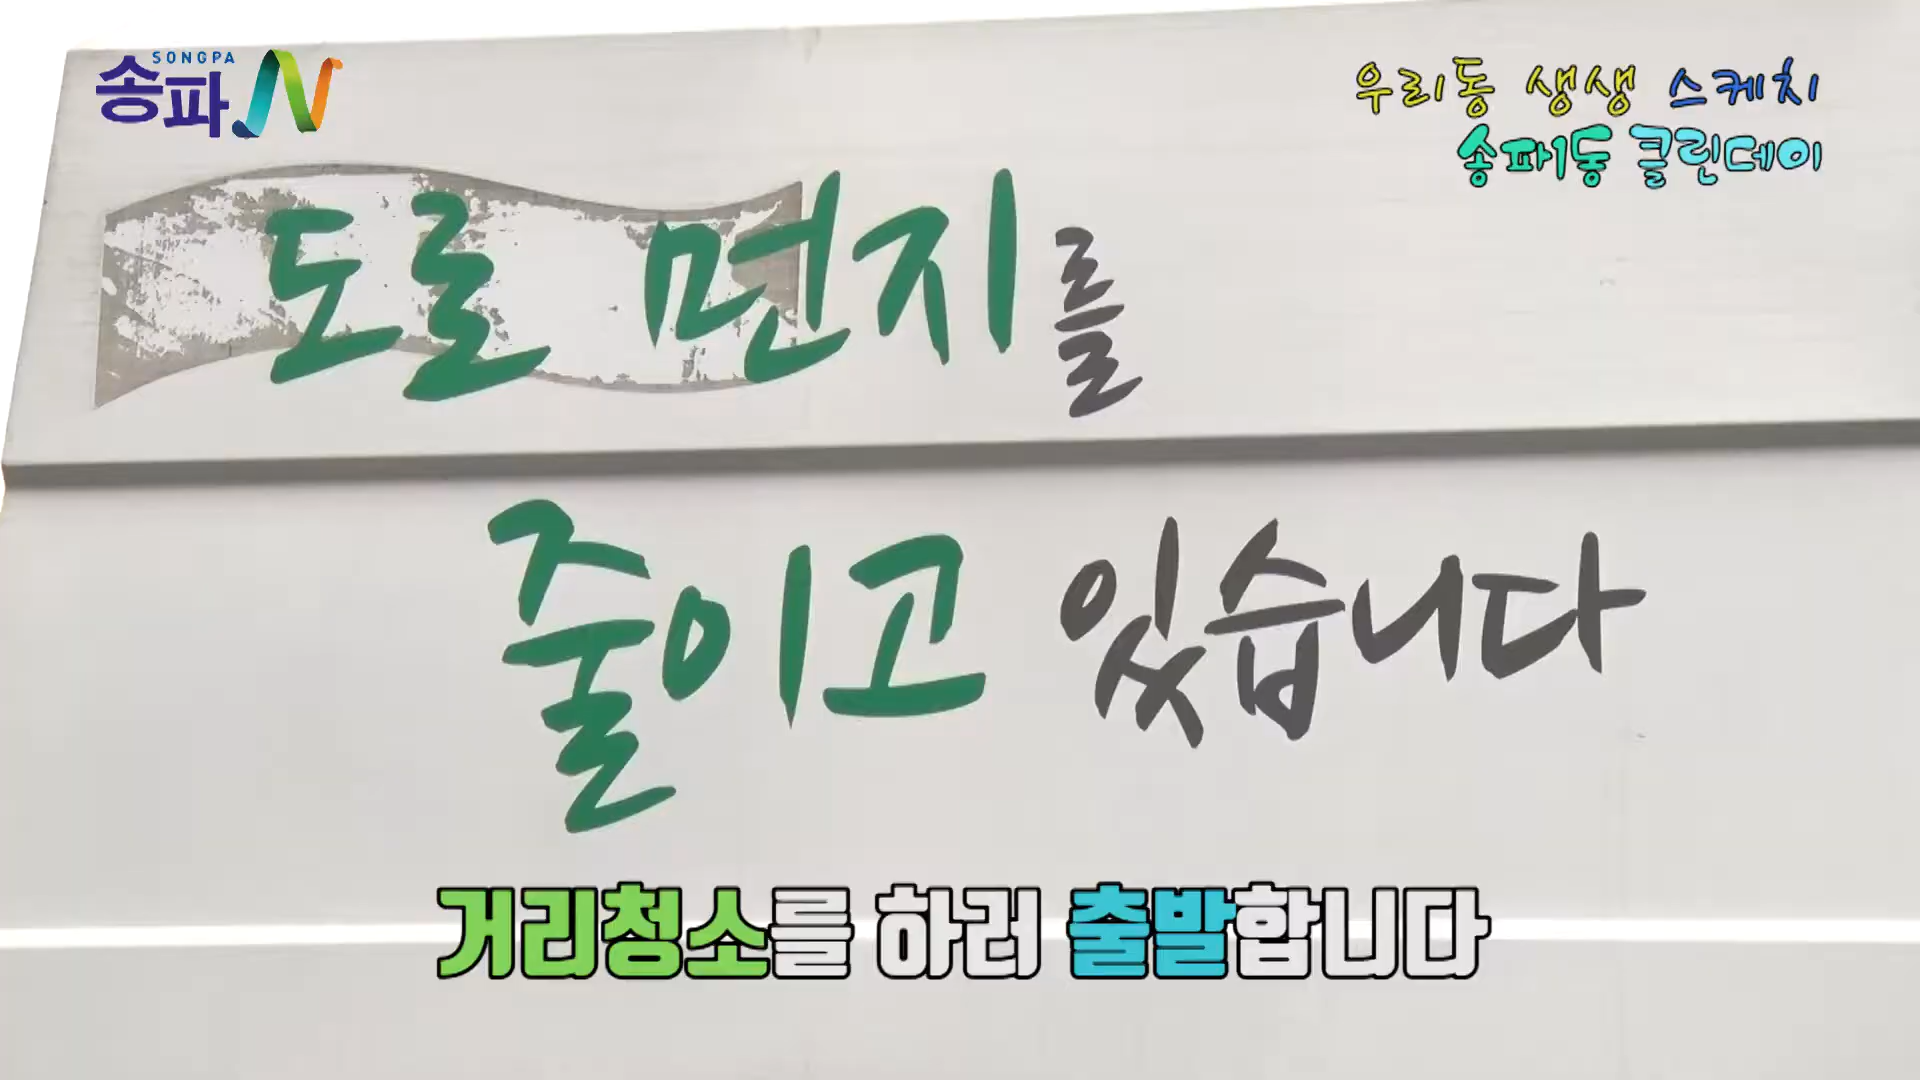 SONGPA
송파N
우리동 생생 스케치
송파1동 클린데이
도로 먼지를
줄이고 있습니다
거리청소를 하러 출발합니다